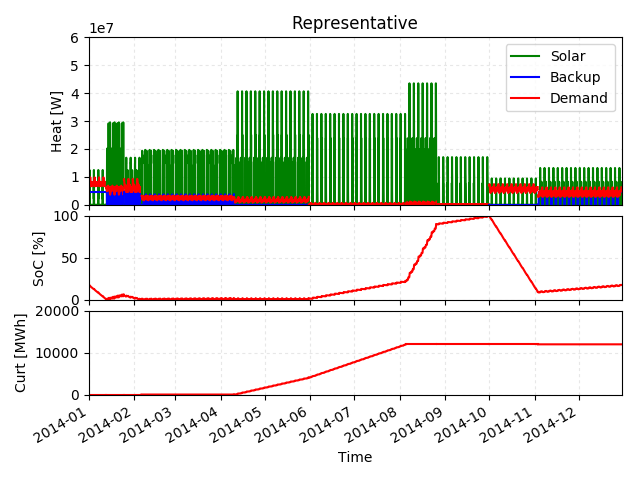 Representative
1e7
6
5
4
3
2
1
0
Heat [W]
Solar
Backup
Demand
100
50
0
SoC [%]
20000
10000
0
Curt [MWh]
2014-01
2014-02
2014-03
2014-04
2014-05
2014-06
2014-07
2014-08
2014-09
2014-10
2014-11
2014-12
Time